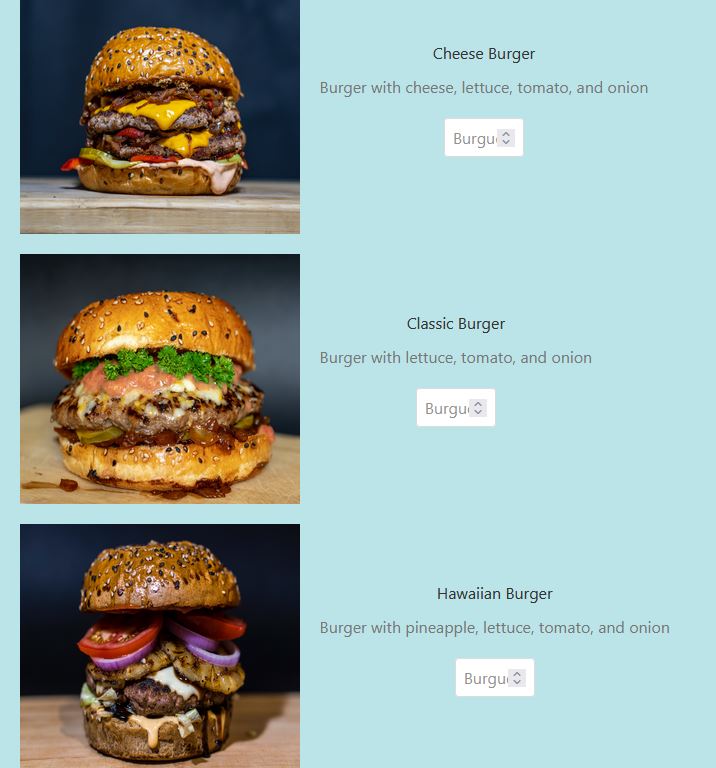 Cheese Burger
Burger with cheese, lettuce, tomato, and onion
Burgu
Classic Burger
Burger with lettuce, tomato, and onion
Burgu
Hawaiian Burger
Burger with pineapple, lettuce, tomato, and onion
Burgu